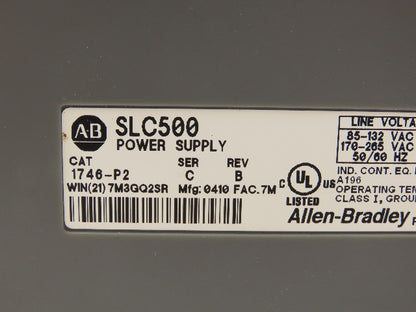 AB SLC500
POWER SUPPLY
CAT SER REV
1746-P2 C B
WIN(21) 7M3GQ2SR Mfg: 0410 FAC. 7M
LINE VOLTA
85-132 VAC
170-265 VAC
50/60 HZ
C UL US
LISTED
IND. CONT. EQ.
A196
OPERATING TEM
CLASS I, GROU
Allen-Bradley